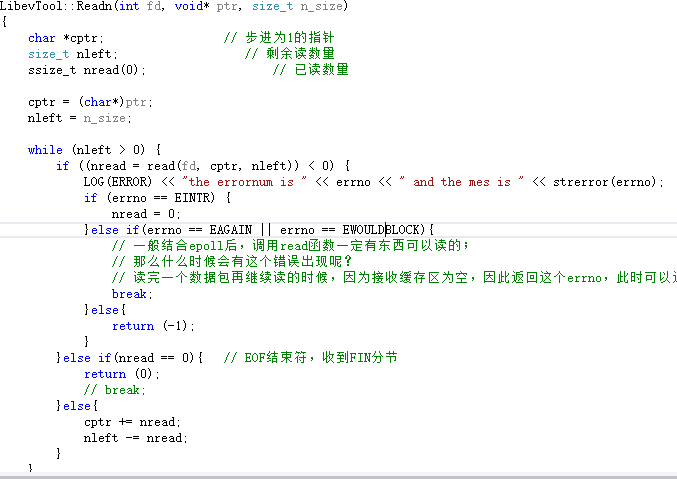 LibevTool::Readn(int fd, void* ptr, size_t n_size)
{
    char *cptr;                // 步进为1的指针
    size_t nleft;                 // 剩余读数量
    ssize_t nread(0);                 // 已读数量
    cptr = (char*)ptr;
    nleft = n_size;
    while (nleft > 0) {
        if ((nread = read(fd, cptr, nleft)) < 0) {
            LOG(ERROR) << "the errornum is " << errno << " and the mes is " << strerror(errno);
            if (errno == EINTR) {
                nread = 0;
            }else if(errno == EAGAIN || errno == EWOULDBLOCK){
                // 一般结合epoll后，调用read函数一定有东西可以读的；
                // 那么什么时候会有这个错误出现呢？
                // 读完一个数据包再继续读的时候，因为接收缓存区为空，因此返回这个errno，此时可以
                break;
            }else{
                return (-1);
            }
        }else if(nread == 0){   // EOF结束符，收到FIN分节
            return (0);
            // break;
        }else{
            cptr += nread;
            nleft -= nread;
        }
    }